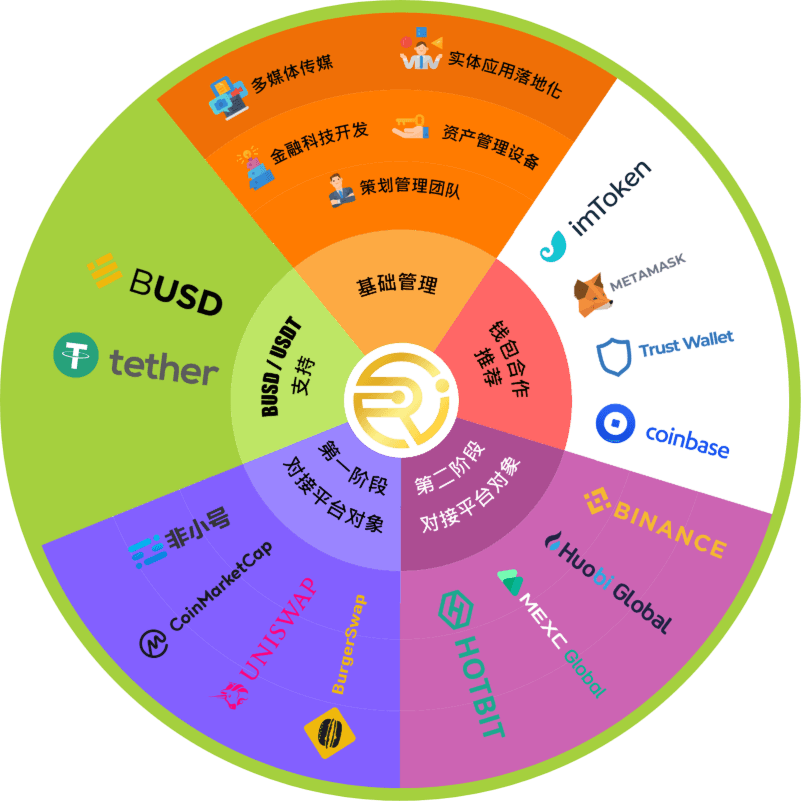 多媒体传媒
实体应用落地化
金融科技开发
资产管理设备
策划管理团队
基础管理
imToken
METAMASK
Trust Wallet
coinbase
钱包合作
推荐
BINANCE
Huobi Global
MEXC Global
HOTBIT
第二阶段
对接平台对象
第一阶段
对接平台对象
非小号
CoinMarketCap
UNISWAP
BurgerSwap
BUSD / USDT
支持
BUSD
tether